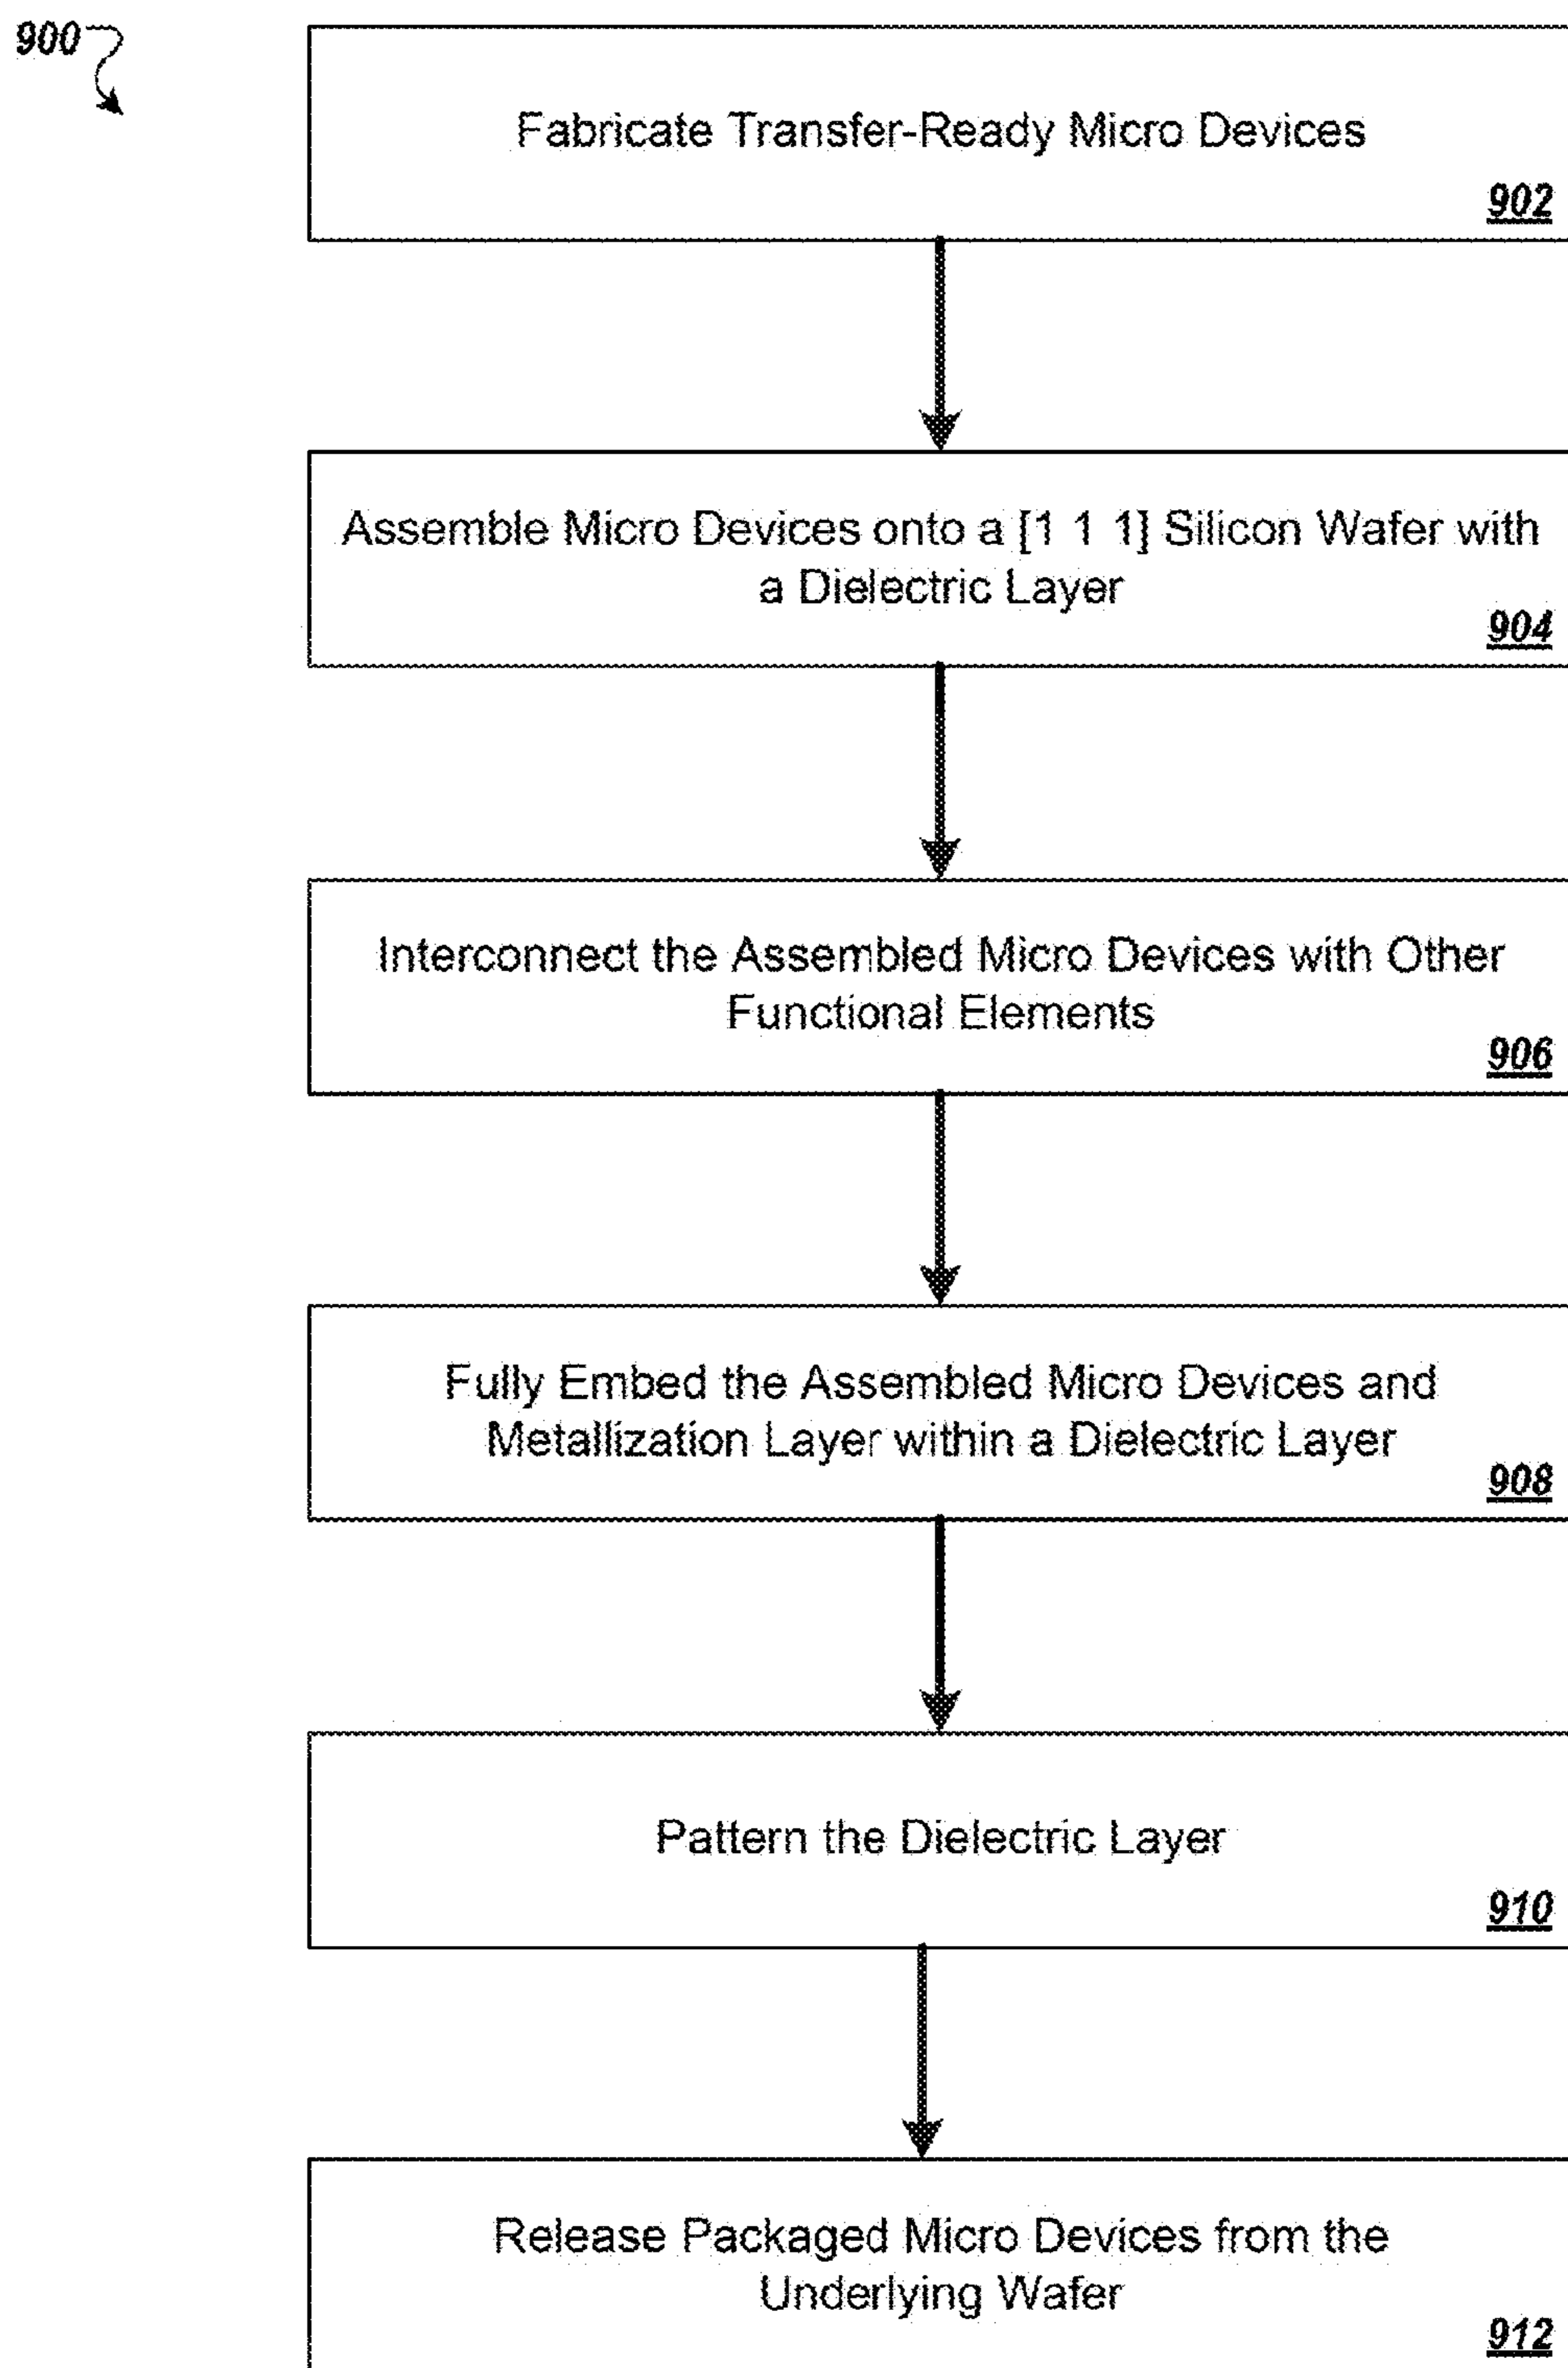 900
Fabricate Transfer-Ready Micro Devices
902
Assemble Micro Devices onto a [1 1 1] Silicon Wafer with
a Dielectric Layer
904
Interconnect the Assembled Micro Devices with Other
Functional Elements
906
Fully Embed the Assembled Micro Devices and
Metallization Layer within a Dielectric Layer
908
Pattern the Dielectric Layer
910
Release Packaged Micro Devices from the
Underlying Wafer
912